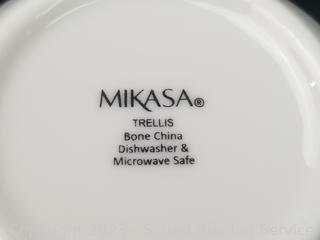 MIKASA®
TRELLIS
Bone China
Dishwasher &
Microwave Safe